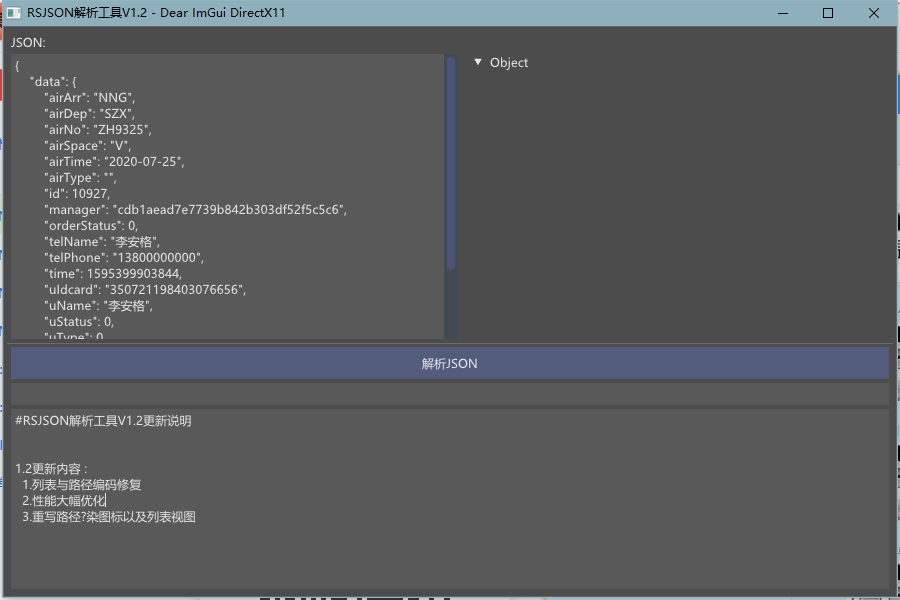 RSJSON解析工具V1.2 - Dear ImGui DirectX11
JSON:
{
"data": {
"airArr": "NNG",
"airDep": "SZX",
"airNo": "ZH9325",
"airSpace": "V",
"airTime": "2020-07-25",
"airType": "",
"id": 10927,
"manager": "cdb1aead7e7739b842b303df52f5c5c6",
"orderStatus": 0,
"telName": "李安格",
"telPhone": "13800000000",
"time": 1595399903844,
"uIdcard": "350721198403076656",
"uName": "李安格",
"uStatus": 0,
"uType": 0
Object
解析JSON
#RSJSON解析工具V1.2更新说明
1.2更新内容：
1.列表与路径编码修复
2.性能大幅优化
3.重写路径?染图标以及列表视图